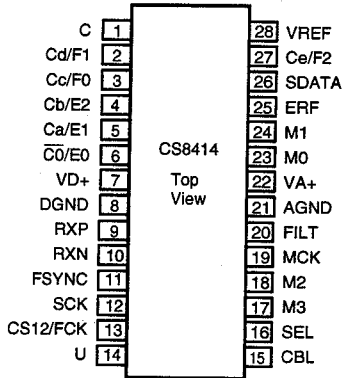 C 1 28 VREF
Cd/F1 2 27 Ce/F2
Cc/F0 3 26 SDATA
Cb/E2 4 25 ERF
Ca/E1 5 24 M1
C0/E0 6 CS8414 23 M0
VD+ 7 Top 22 VA+
DGND 8 View 21 AGND
RXP 9 20 FILT
RXN 10 19 MCK
FSYNC 11 18 M2
SCK 12 17 M3
CS12/FCK 13 16 SEL
U 14 15 CBL